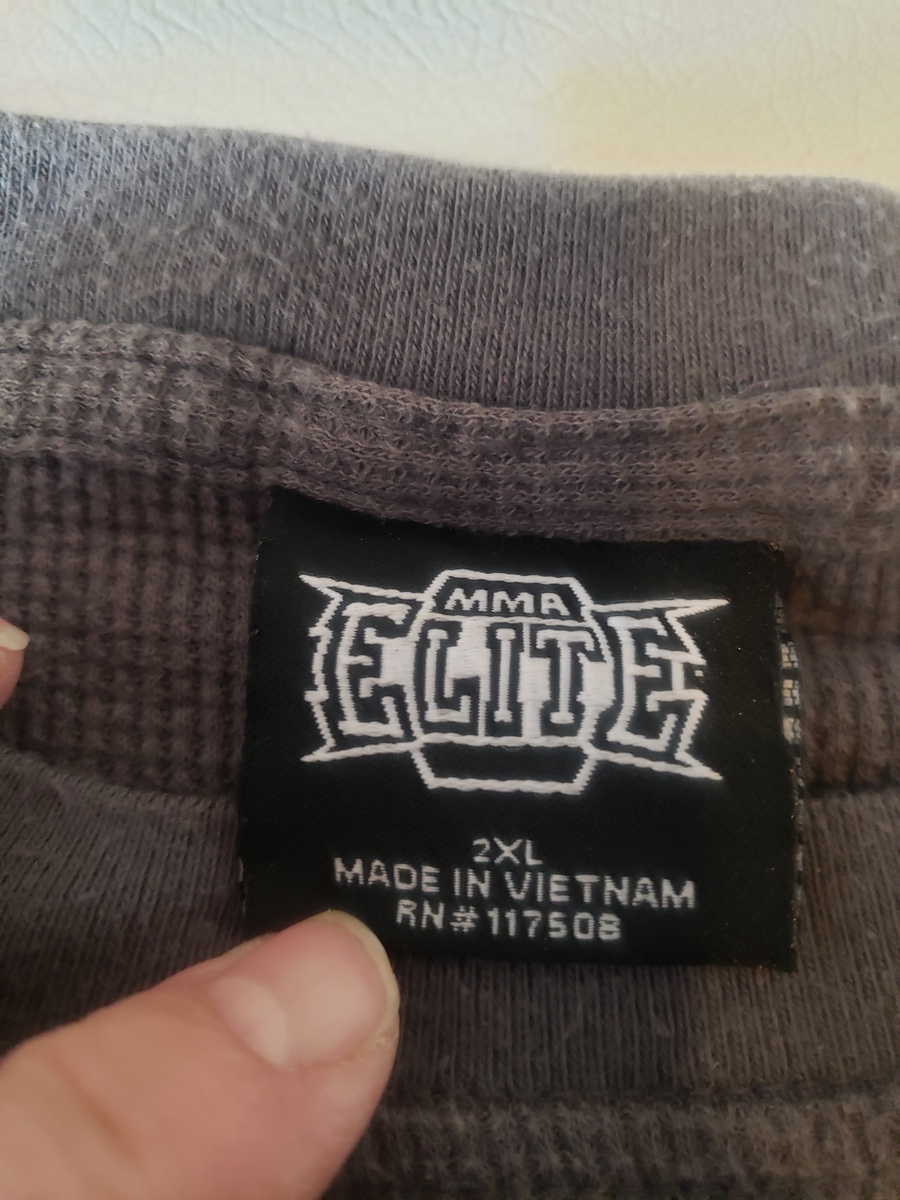 MMA
ELITE
2XL
MADE IN VIETNAM
RN#117508